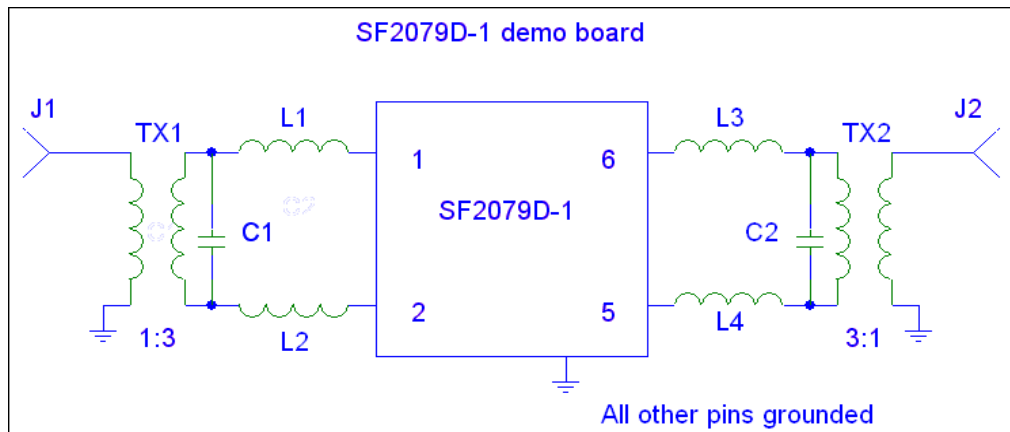 SF2079D-1 demo board
J1
TX1
L1
L3
TX2
J2
1
6
SF2079D-1
C1
C2
2
5
L2
L4
1:3
3:1
All other pins grounded